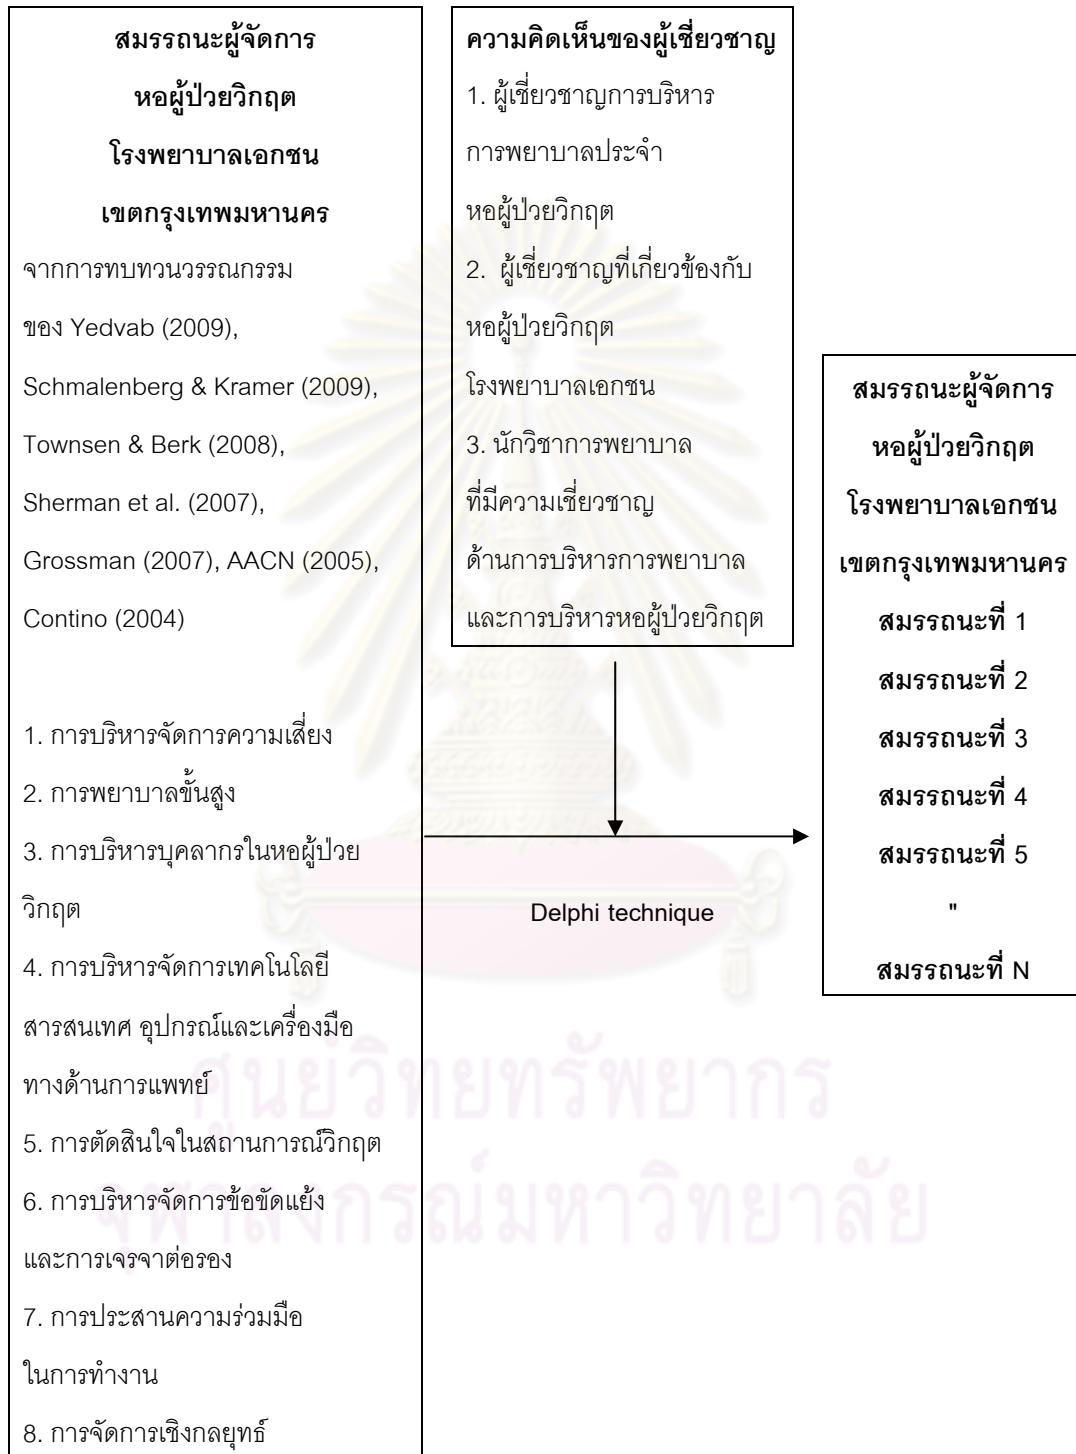 สมรรถนะผู้จัดการ
หอผู้ป่วยวิกฤต
โรงพยาบาลเอกชน
เขตกรุงเทพมหานคร
จากการทบทวนวรรณกรรม
ของ Yedvab (2009),
Schmalenberg & Kramer (2009),
Townsen & Berk (2008),
Sherman et al. (2007),
Grossman (2007), AACN (2005),
Contino (2004)
1. การบริหารจัดการความเสี่ยง
2. การพยาบาลขั้นสูง
3. การบริหารบุคลากรในหอผู้ป่วย
วิกฤต
4. การบริหารจัดการเทคโนโลยี
สารสนเทศ อุปกรณ์และเครื่องมือ
ทางด้านการแพทย์
5. การตัดสินใจในสถานการณ์วิกฤต
6. การบริหารจัดการข้อขัดแย้ง
และการเจรจาต่อรอง
7. การประสานความร่วมมือ
ในการทำงาน
8. การจัดการเชิงกลยุทธ์
ความคิดเห็นของผู้เชี่ยวชาญ
1. ผู้เชี่ยวชาญการบริหาร
การพยาบาลประจำ
หอผู้ป่วยวิกฤต
2. ผู้เชี่ยวชาญที่เกี่ยวข้องกับ
หอผู้ป่วยวิกฤต
โรงพยาบาลเอกชน
3. นักวิชาการพยาบาล
ที่มีความเชี่ยวชาญ
ด้านการบริหารการพยาบาล
และการบริหารหอผู้ป่วยวิกฤต
Delphi technique
สมรรถนะผู้จัดการ
หอผู้ป่วยวิกฤต
โรงพยาบาลเอกชน
เขตกรุงเทพมหานคร
สมรรถนะที่ 1
สมรรถนะที่ 2
สมรรถนะที่ 3
สมรรถนะที่ 4
สมรรถนะที่ 5
"
สมรรถนะที่ N
ศูนย์วิทยทรัพยากร
จุฬาลงกรณ์มหาวิทยาลัย